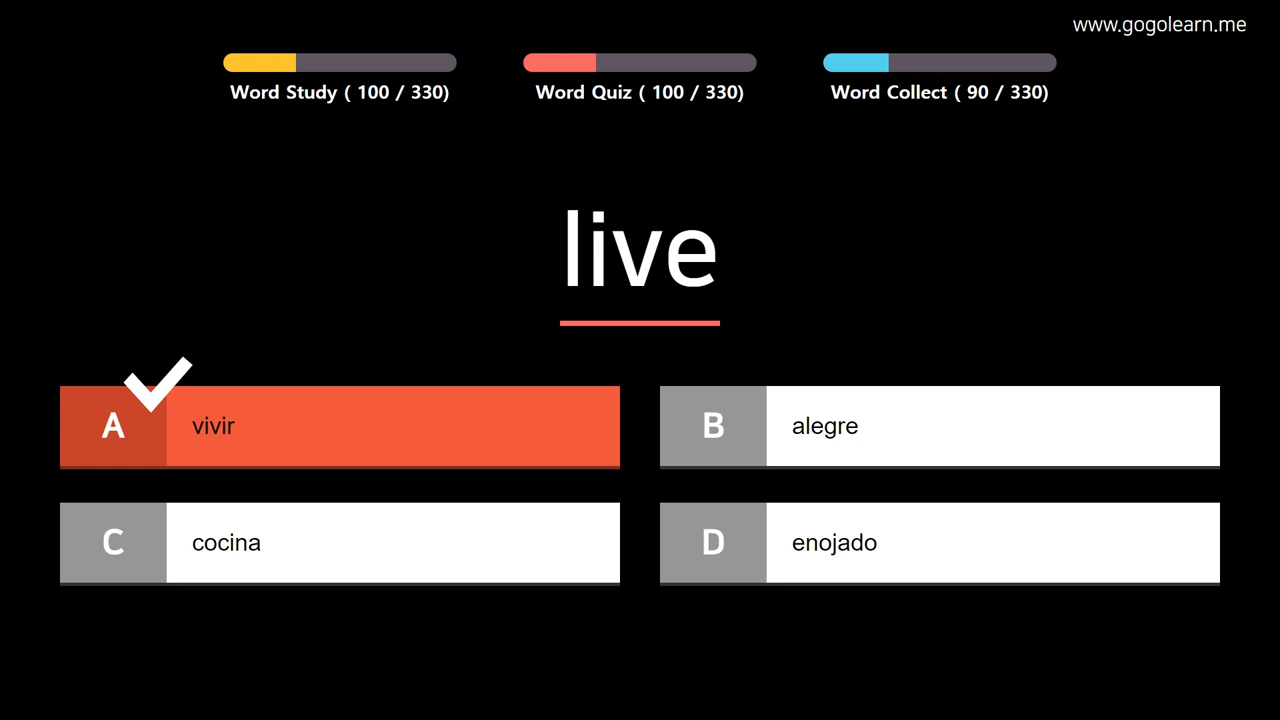 www.gogolearn.me
Word Study ( 100 / 330)
Word Quiz ( 100 / 330)
Word Collect ( 90 / 330)
live
A vivir
B alegre
C cocina
D enojado